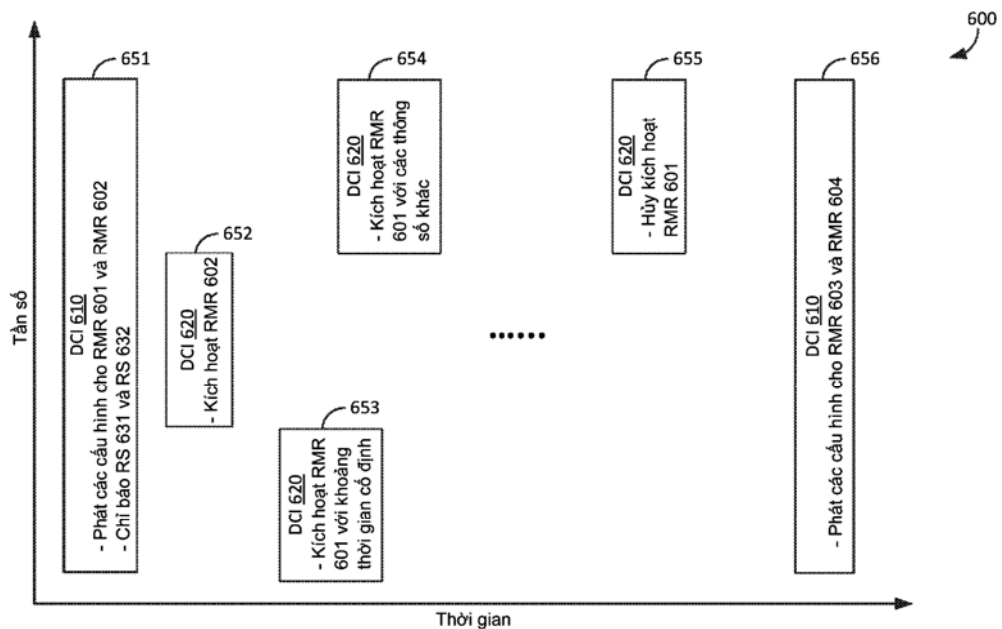 600
651
DCI 610
- Phát các cấu hình cho RMR 601 và RMR 602
- Chỉ báo RS 631 và RS 632
652
DCI 620
- Kích hoạt RMR 602
653
DCI 620
- Kích hoạt RMR
601 với khoảng
thời gian cố định
654
DCI 620
- Kích hoạt RMR
601 với các thông
số khác
......
655
DCI 620
- Hủy kích hoạt
RMR 601
656
DCI 610
- Phát các cấu hình cho RMR 603 và RMR 604
Tần số
Thời gian